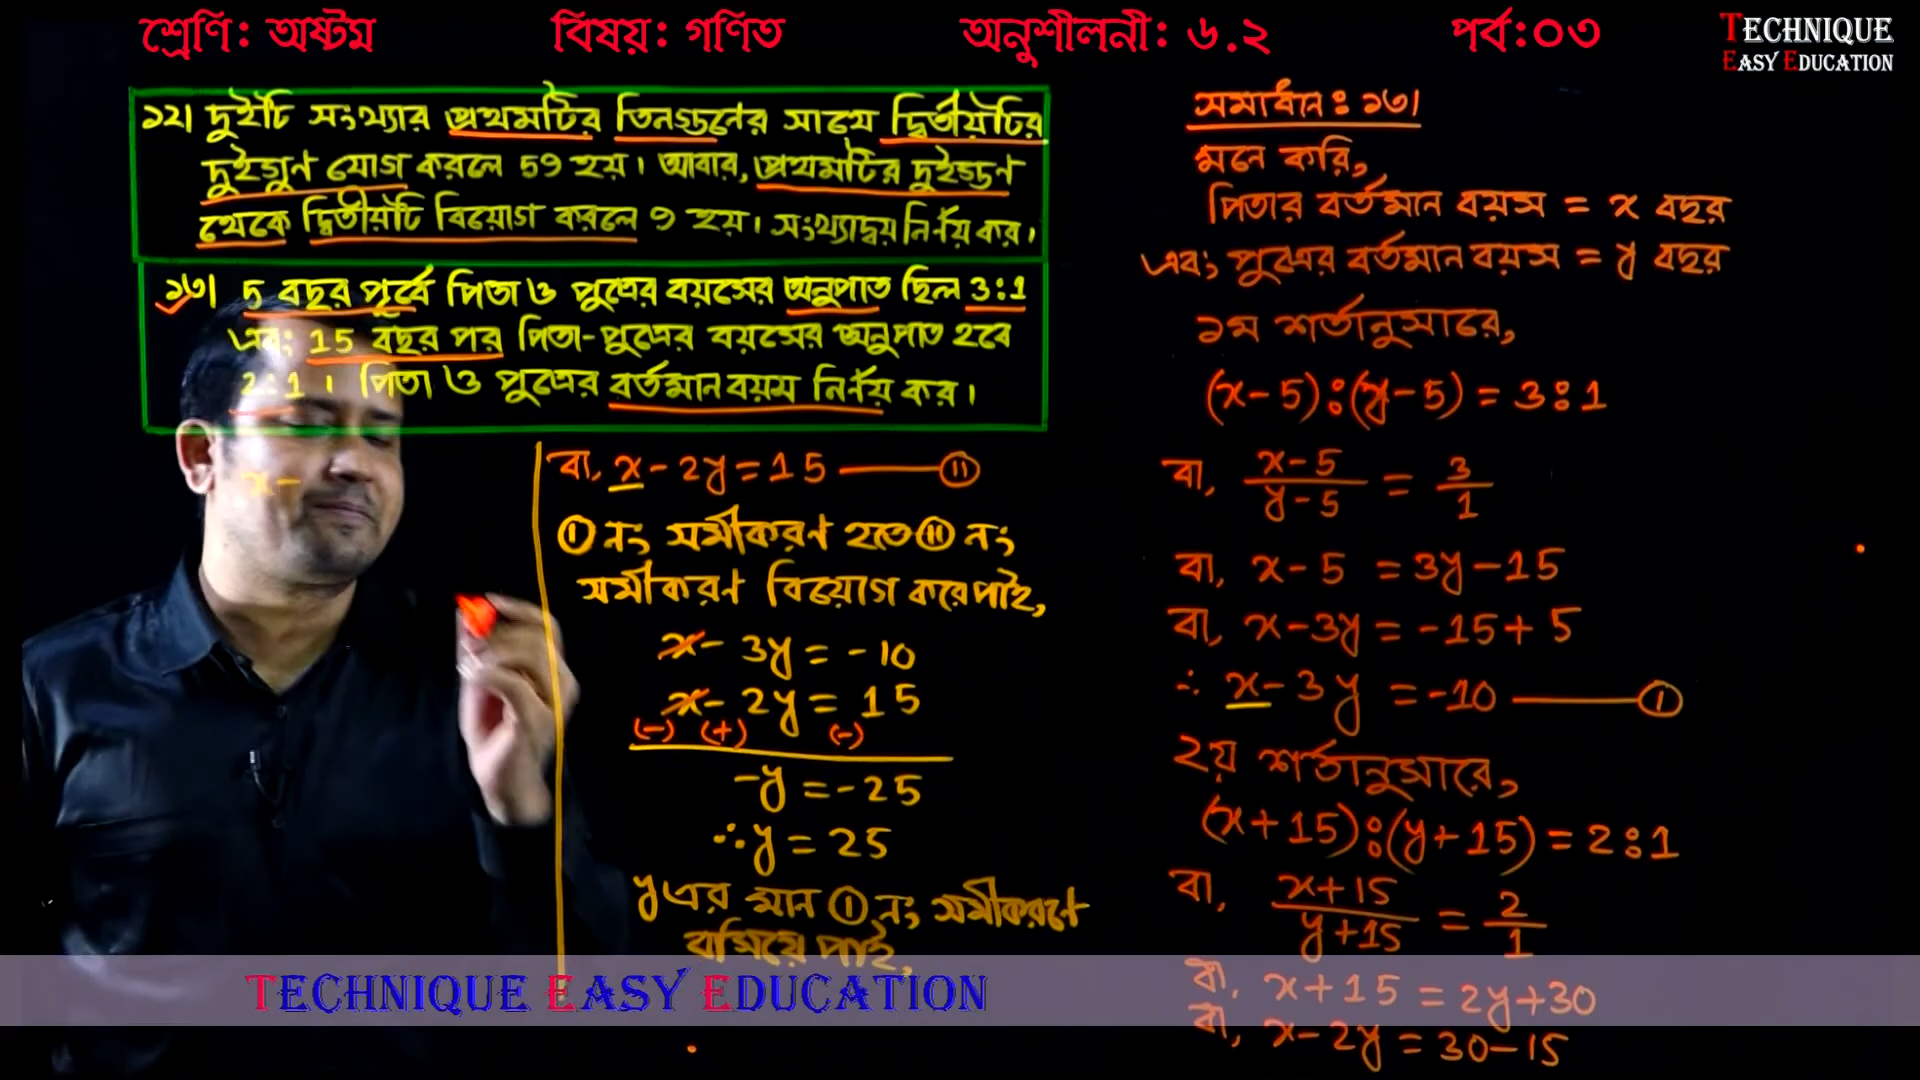 শ্রেণি: অষ্টম
বিষয়: গণিত
অনুশীলনী: ৬.২
পর্ব:০৩
TECHNIQUE
EASY EDUCATION
১২। দুইটি সংখ্যার প্রথমটির তিনগুণের সাথে দ্বিতীয়টির
দুইগুণ যোগ করলে 59 হয়। আবার, প্রথমটির দুইগুণ
থেকে দ্বিতীয়টি বিয়োগ করলে 9 হয়। সংখ্যাদ্বয় নির্ণয় কর।
১৩। 5 বছর পূর্বে পিতা ও পুত্রের বয়সের অনুপাত ছিল 3:1
এবং 15 বছর পর পিতা-পুত্রের বয়সের অনুপাত হবে
2:1। পিতা ও পুত্রের বর্তমান বয়স নির্ণয় কর।
x-
বা, x - 2y = 15 — (ii)
(i) নং সমীকরণ হতে (ii) নং
সমীকরণ বিয়োগ করে পাই,
x - 3y = -10
x - 2y = 15
(-) (+) (-)
-y = -25
∴ y = 25
y এর মান (i) নং সমীকরণে
বসিয়ে পাই,
সমাধান: ১৩।
মনে করি,
পিতার বর্তমান বয়স = x বছর
এবং পুত্রের বর্তমান বয়স = y বছর
১ম শর্তানুসারে,
(x-5):(y-5) = 3:1
বা, x-5/y-5 = 3/1
বা, x-5 = 3y-15
বা, x-3y = -15+5
∴ x-3y = -10 — (i)
২য় শর্তানুসারে,
(x+15):(y+15) = 2:1
বা, x+15/y+15 = 2/1
বা, x+15 = 2y+30
বা, x-2y = 30-15
TECHNIQUE EASY EDUCATION